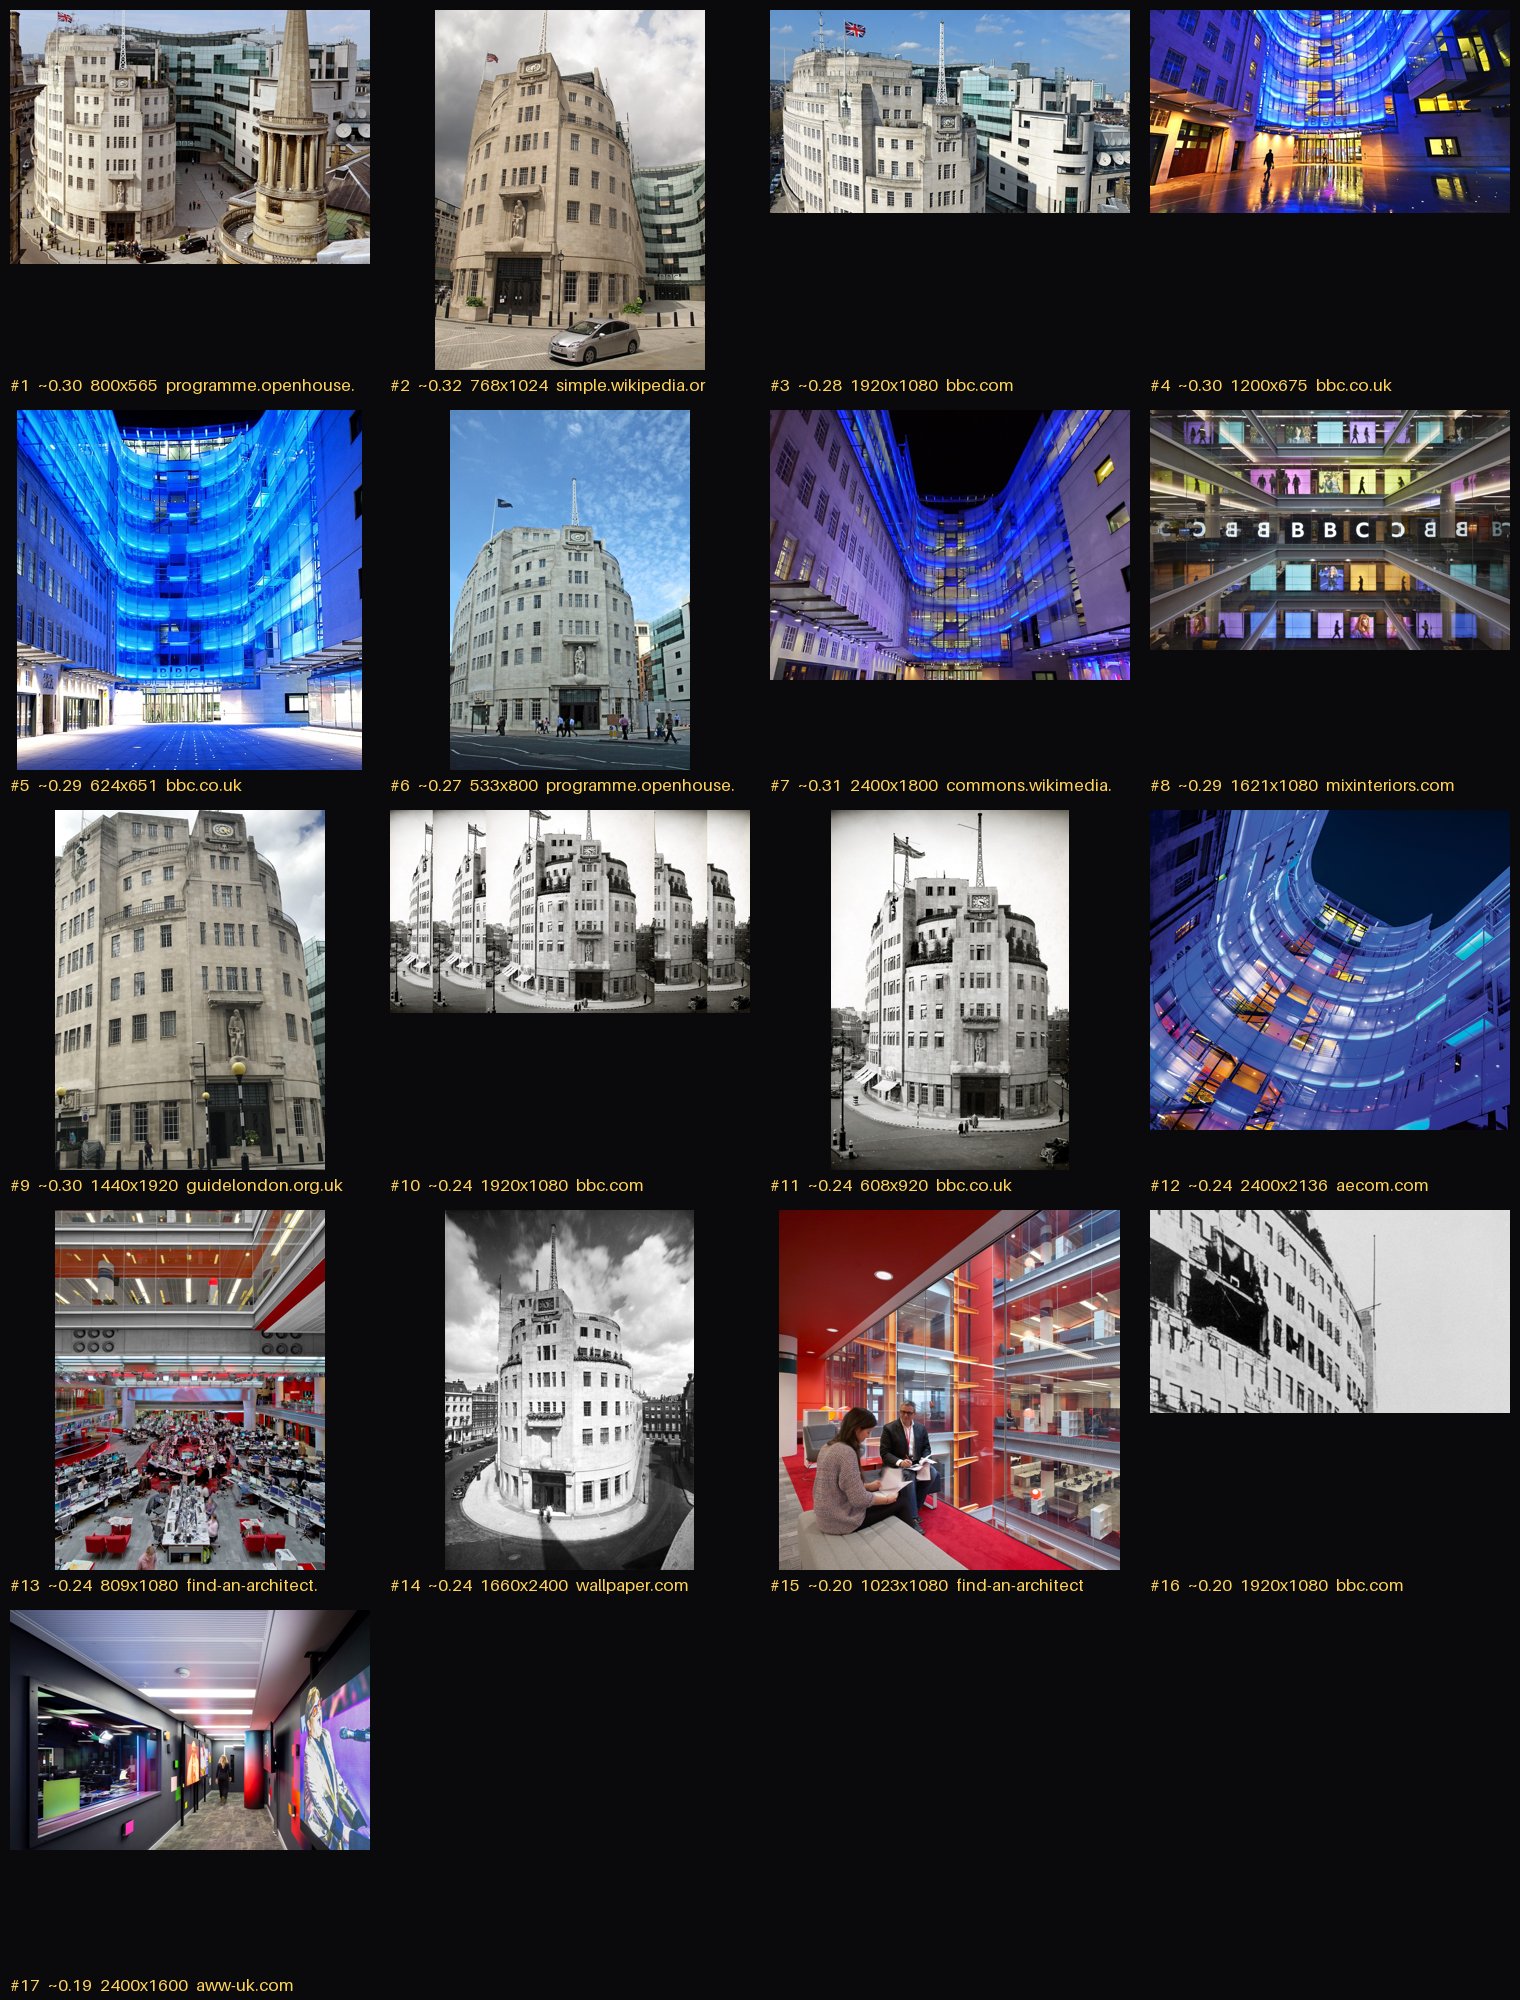 #1 ~0.30 800x565 programme.openhouse.
#2 ~0.32 768x1024 simple.wikipedia.or
#3 ~0.28 1920x1080 bbc.com
#4 ~0.30 1200x675 bbc.co.uk
BBC
BBC
#5 ~0.29 624x651 bbc.co.uk
#6 ~0.27 533x800 programme.openhouse.
#7 ~0.31 2400x1800 commons.wikimedia.
#8 ~0.29 1621x1080 mixinteriors.com
#9 ~0.30 1440x1920 guidelondon.org.uk
#10 ~0.24 1920x1080 bbc.com
#11 ~0.24 608x920 bbc.co.uk
#12 ~0.24 2400x2136 aecom.com
#13 ~0.24 809x1080 find-an-architect.
#14 ~0.24 1660x2400 wallpaper.com
#15 ~0.20 1023x1080 find-an-architect
#16 ~0.20 1920x1080 bbc.com
#17 ~0.19 2400x1600 aww-uk.com